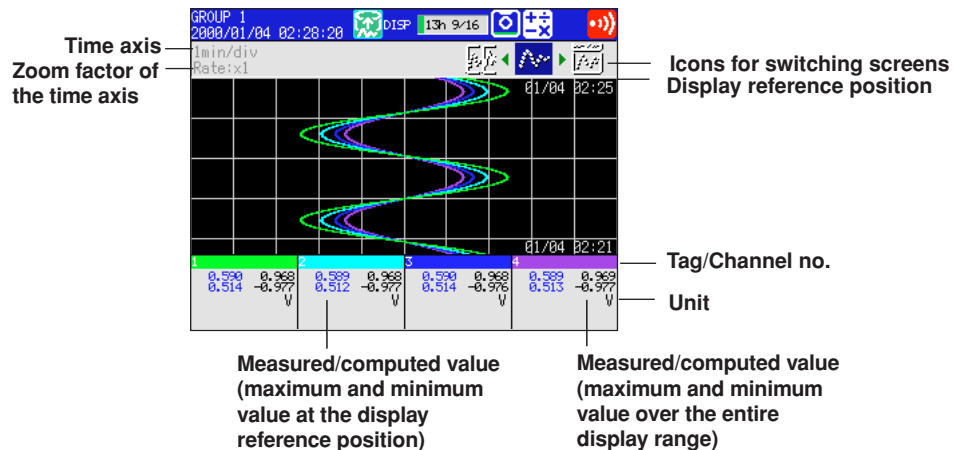 GROUP 1
2000/01/04 02:28:20
DISP
13h 9/16
1min/div
Rate:x1
Time axis
Zoom factor of
the time axis
Icons for switching screens
Display reference position
01/04 02:25
01/04 02:21
1 2 3 4
0.590 0.968 0.589 0.968 0.590 0.968 0.589 0.969
0.514 -0.977 0.512 -0.977 0.514 -0.976 0.513 -0.977
V V V V
Tag/Channel no.
Unit
Measured/computed value
(maximum and minimum
value at the display
reference position)
Measured/computed value
(maximum and minimum
value over the entire
display range)